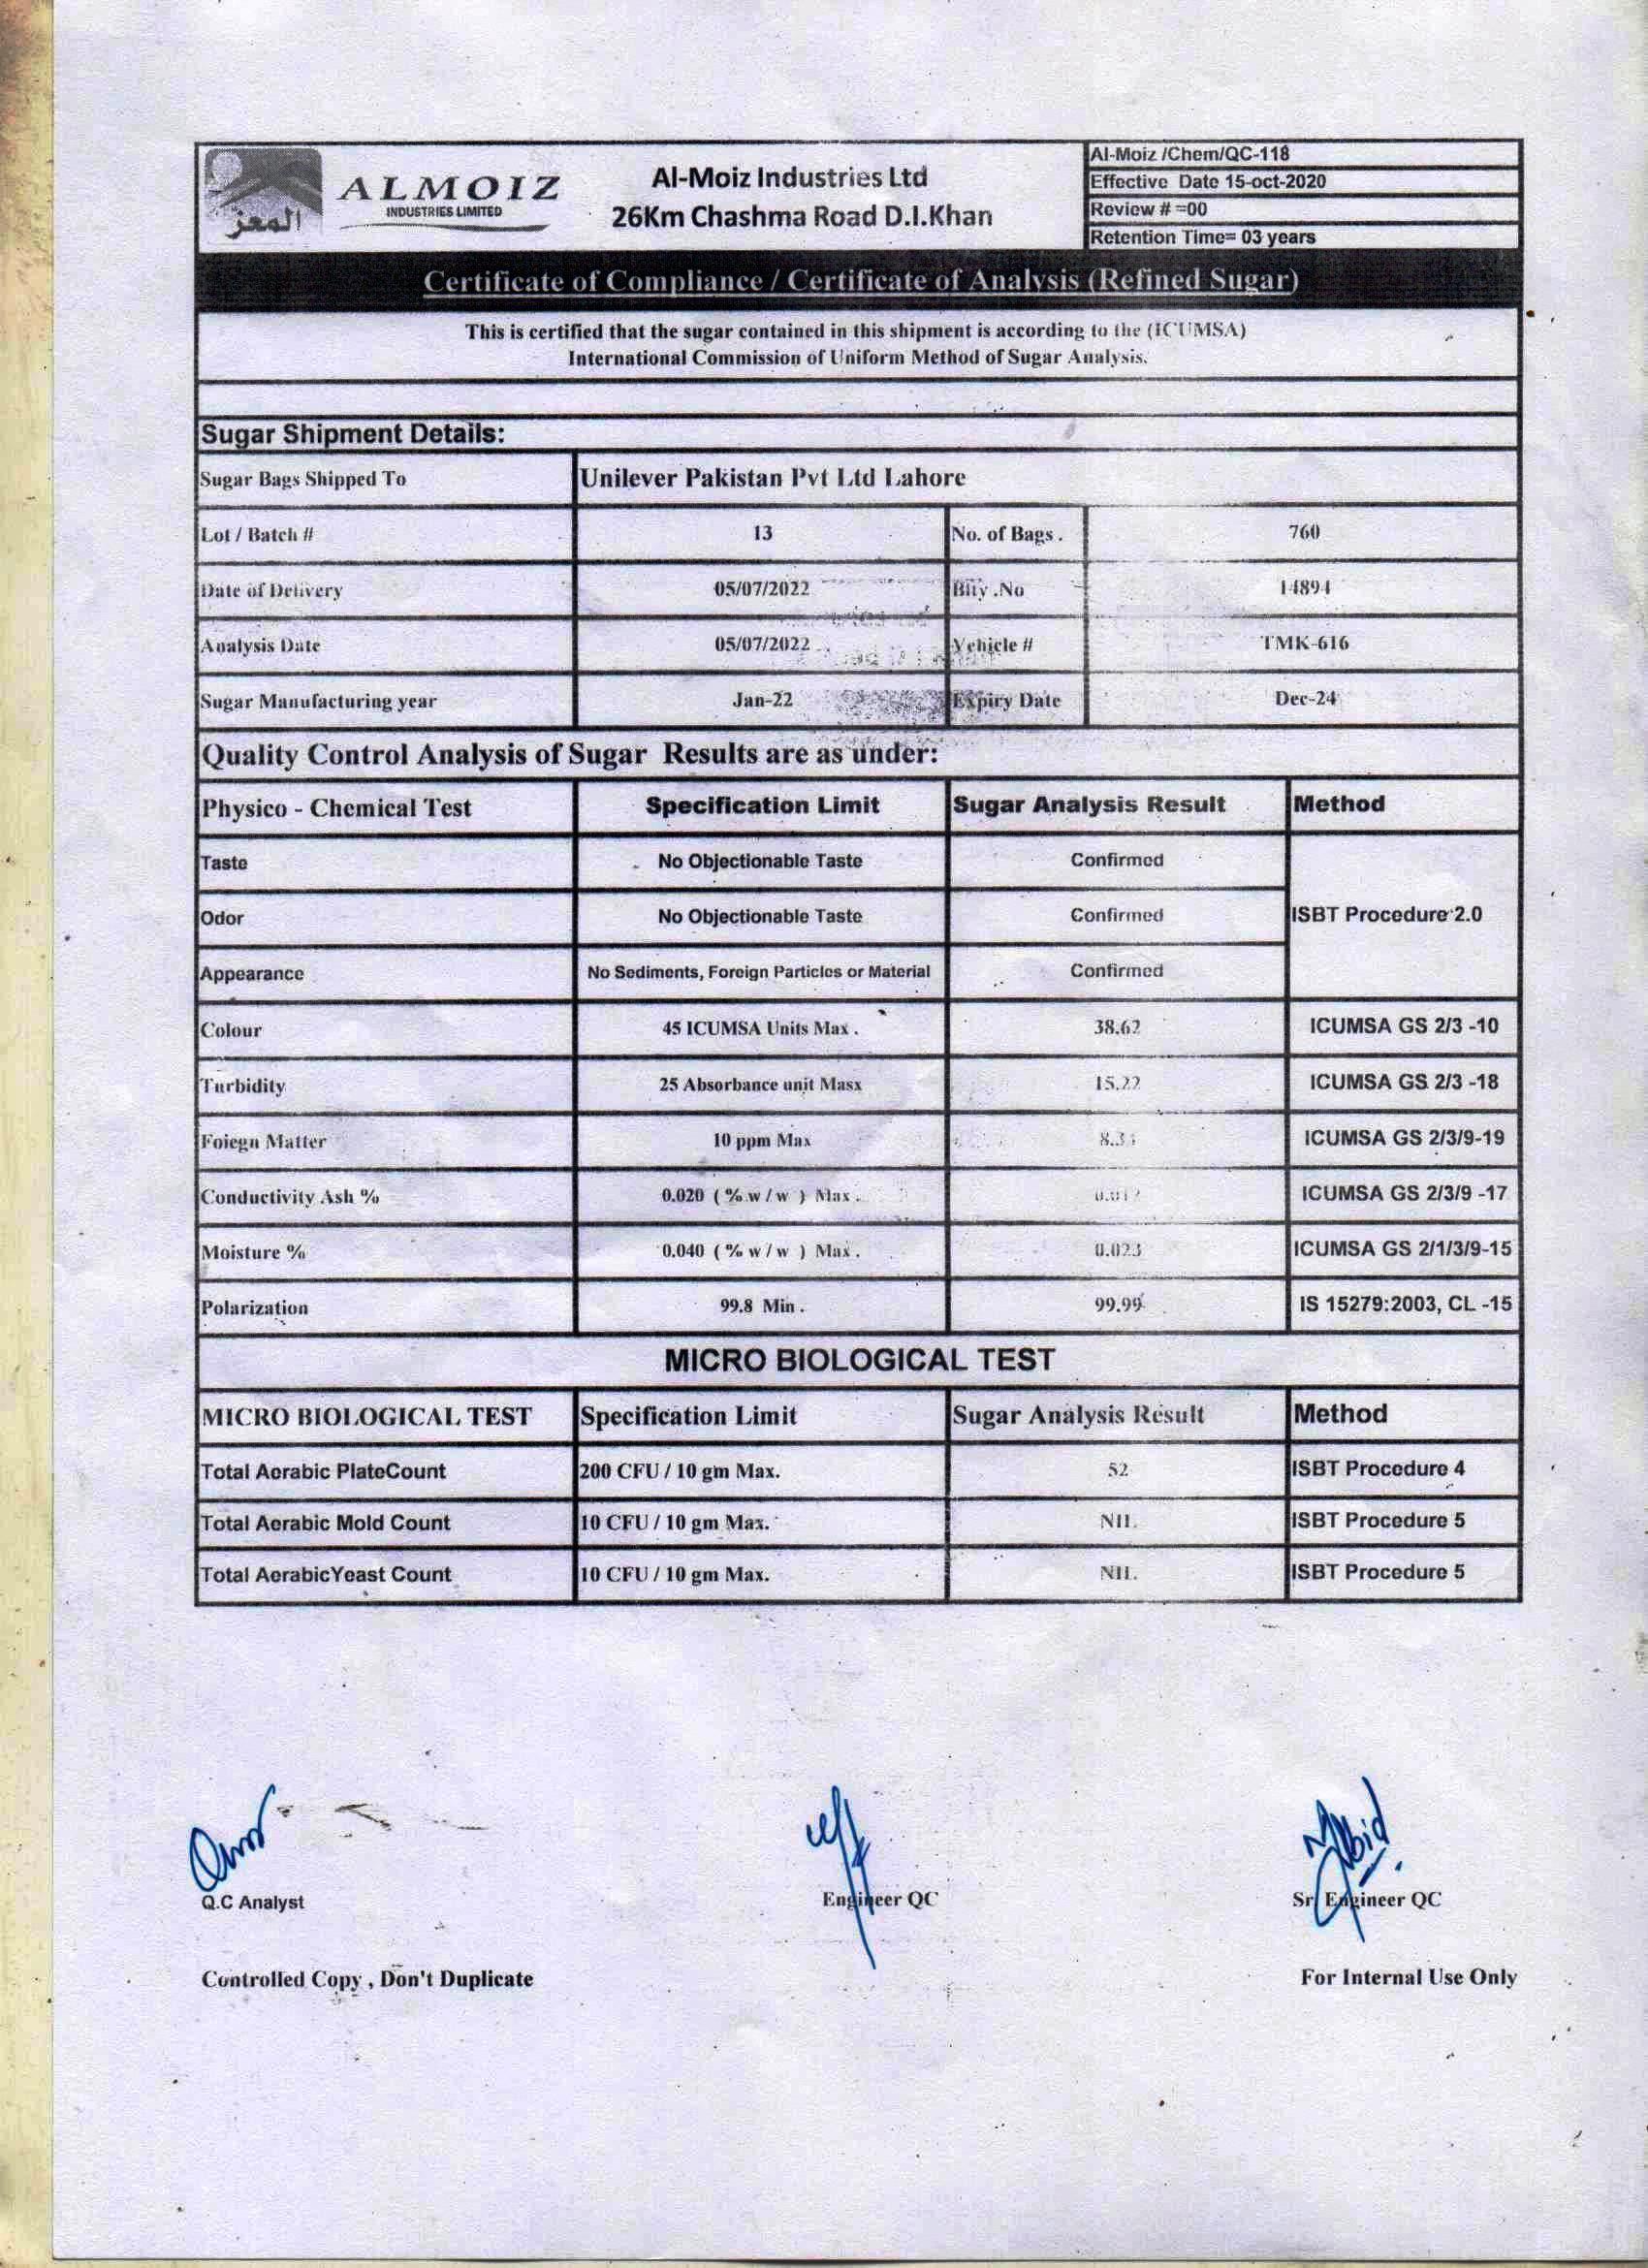 المعز
ALMOIZ
INDUSTRIES LIMITED
Al-Moiz Industries Ltd
26Km Chashma Road D.I.Khan
Al-Moiz /Chem/QC-118
Effective Date 15-oct-2020
Review # =00
Retention Time= 03 years
Certificate of Compliance / Certificate of Analysis (Refined Sugar)
This is certified that the sugar contained in this shipment is according to the (ICUMSA)
International Commission of Uniform Method of Sugar Analysis.
Sugar Shipment Details:
Sugar Bags Shipped To Unilever Pakistan Pvt Ltd Lahore
Lot / Batch # 13 No. of Bags . 760
Date of Delivery 05/07/2022 Blty .No 14894
Analysis Date 05/07/2022 Vehicle # TMK-616
Sugar Manufacturing year Jan-22 Expiry Date Dec-24
Quality Control Analysis of Sugar Results are as under:
Physico - Chemical Test Specification Limit Sugar Analysis Result Method
Taste No Objectionable Taste Confirmed
Odor No Objectionable Taste Confirmed ISBT Procedure 2.0
Appearance No Sediments, Foreign Particles or Material Confirmed
Colour 45 ICUMSA Units Max . 38.62 ICUMSA GS 2/3 -10
Turbidity 25 Absorbance unit Masx 15.22 ICUMSA GS 2/3 -18
Foiegn Matter 10 ppm Max ICUMSA GS 2/3/9-19
Conductivity Ash % 0.020 ( % w / w ) Max . ICUMSA GS 2/3/9 -17
Moisture % 0.040 ( % w / w ) Max . 0.023 ICUMSA GS 2/1/3/9-15
Polarization 99.8 Min . 99.99 IS 15279:2003, CL -15
MICRO BIOLOGICAL TEST
MICRO BIOLOGICAL TEST Specification Limit Sugar Analysis Result Method
Total Aerabic PlateCount 200 CFU / 10 gm Max. 52 ISBT Procedure 4
Total Aerabic Mold Count 10 CFU / 10 gm Max. NIL ISBT Procedure 5
Total AerabicYeast Count 10 CFU / 10 gm Max. NIL ISBT Procedure 5
Q.C Analyst Engineer QC Sr Engineer QC
Controlled Copy , Don't Duplicate For Internal Use Only